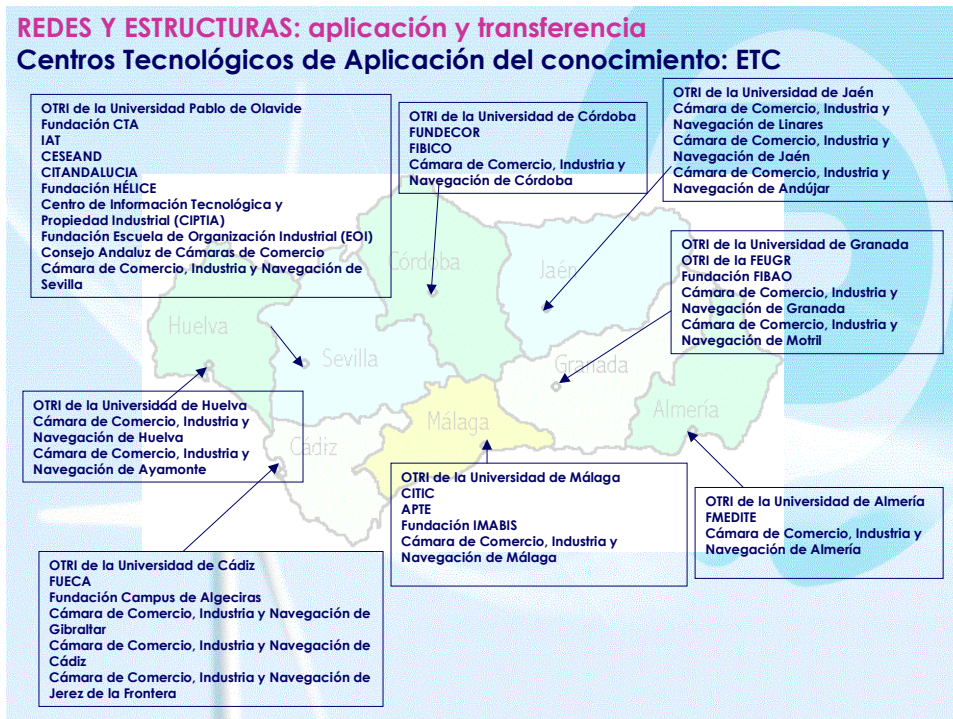 REDES Y ESTRUCTURAS: aplicación y transferencia
Centros Tecnológicos de Aplicación del conocimiento: ETC
OTRI de la Universidad Pablo de Olavide
Fundación CTA
IAT
CESEAND
CITANDALUCIA
Fundación HÉLICE
Centro de Información Tecnológica y
Propiedad Industrial (CIPTIA)
Fundación Escuela de Organización Industrial (EOI)
Consejo Andaluz de Cámaras de Comercio
Cámara de Comercio, Industria y Navegación de
Sevilla
OTRI de la Universidad de Córdoba
FUNDECOR
FIBICO
Cámara de Comercio, Industria y
Navegación de Córdoba
OTRI de la Universidad de Jaén
Cámara de Comercio, Industria y
Navegación de Linares
Cámara de Comercio, Industria y
Navegación de Jaén
Cámara de Comercio, Industria y
Navegación de Andújar
OTRI de la Universidad de Granada
OTRI de la FEUGR
Fundación FIBAO
Cámara de Comercio, Industria y
Navegación de Granada
Cámara de Comercio, Industria y
Navegación de Motril
Córdoba
Jaén
Huelva
Sevilla
Granada
Málaga
Almería
Cádiz
OTRI de la Universidad de Huelva
Cámara de Comercio, Industria y
Navegación de Huelva
Cámara de Comercio, Industria y
Navegación de Ayamonte
OTRI de la Universidad de Málaga
CITIC
APTE
Fundación IMABIS
Cámara de Comercio, Industria y
Navegación de Málaga
OTRI de la Universidad de Almería
FMEDITE
Cámara de Comercio, Industria y
Navegación de Almería
OTRI de la Universidad de Cádiz
FUECA
Fundación Campus de Algeciras
Cámara de Comercio, Industria y Navegación de
Gibraltar
Cámara de Comercio, Industria y Navegación de
Cádiz
Cámara de Comercio, Industria y Navegación de
Jerez de la Frontera